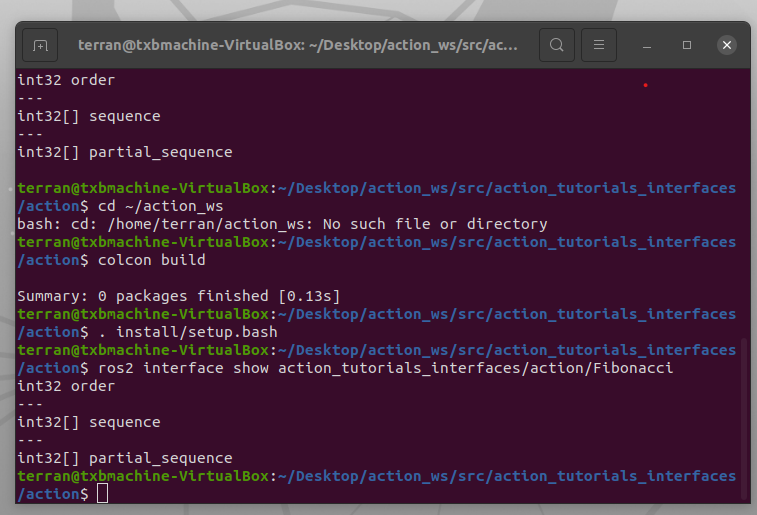 terran@txbmachine-VirtualBox: ~/Desktop/action_ws/src/ac...
int32 order
---
int32[] sequence
---
int32[] partial_sequence

terran@txbmachine-VirtualBox:~/Desktop/action_ws/src/action_tutorials_interfaces
/action$ cd ~/action_ws
bash: cd: /home/terran/action_ws: No such file or directory
terran@txbmachine-VirtualBox:~/Desktop/action_ws/src/action_tutorials_interfaces
/action$ colcon build

Summary: 0 packages finished [0.13s]
terran@txbmachine-VirtualBox:~/Desktop/action_ws/src/action_tutorials_interfaces
/action$ . install/setup.bash
terran@txbmachine-VirtualBox:~/Desktop/action_ws/src/action_tutorials_interfaces
/action$ ros2 interface show action_tutorials_interfaces/action/Fibonacci
int32 order
---
int32[] sequence
---
int32[] partial_sequence
terran@txbmachine-VirtualBox:~/Desktop/action_ws/src/action_tutorials_interfaces
/action$